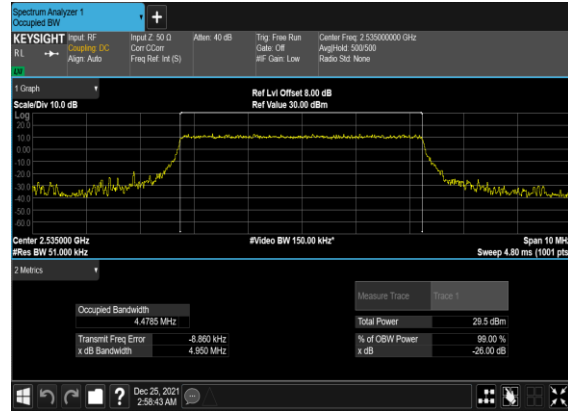 Spectrum Analyzer 1
Occupied BW
+
KEYSIGHT Input: RF Input Z: 50 Ω Atten: 40 dB Trig: Free Run Center Freq: 2.535000000 GHz
RL Coupling: DC Corr CCorr Gate: Off Avg|Hold: 500/500
Align: Auto Freq Ref: Int (S) #IF Gain: Low Radio Std: None
1 Graph
Ref Lvl Offset 8.00 dB
Scale/Div 10.0 dB Ref Value 30.00 dBm
Log
20.0
10.0
0.00
-10.0
-20.0
-30.0
-40.0
-50.0
-60.0
Center 2.535000 GHz #Video BW 150.00 kHz* Span 10 MHz
#Res BW 51.000 kHz Sweep 4.80 ms (1001 pts)
2 Metrics
Measure Trace Trace 1
Occupied Bandwidth
4.4785 MHz
Total Power 29.5 dBm
Transmit Freq Error -8.860 kHz % of OBW Power 99.00 %
x dB Bandwidth 4.950 MHz x dB -26.00 dB
? Dec 25, 2021
2:58:43 AM